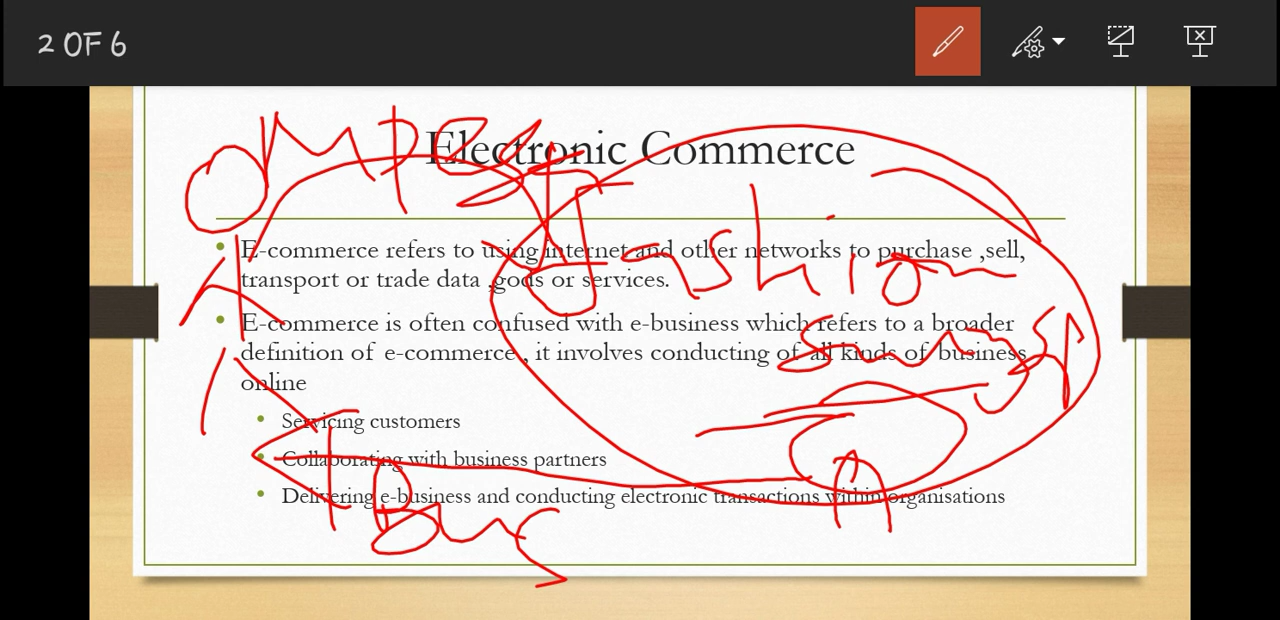 2 OF 6
Electronic Commerce
E-commerce refers to using internet and other networks to purchase ,sell,
transport or trade data ,gods or services.
E-commerce is often confused with e-business which refers to a broader
definition of e-commerce , it involves conducting of all kinds of business
online
Servicing customers
Collaborating with business partners
Delivering e-business and conducting electronic transactions within organisations